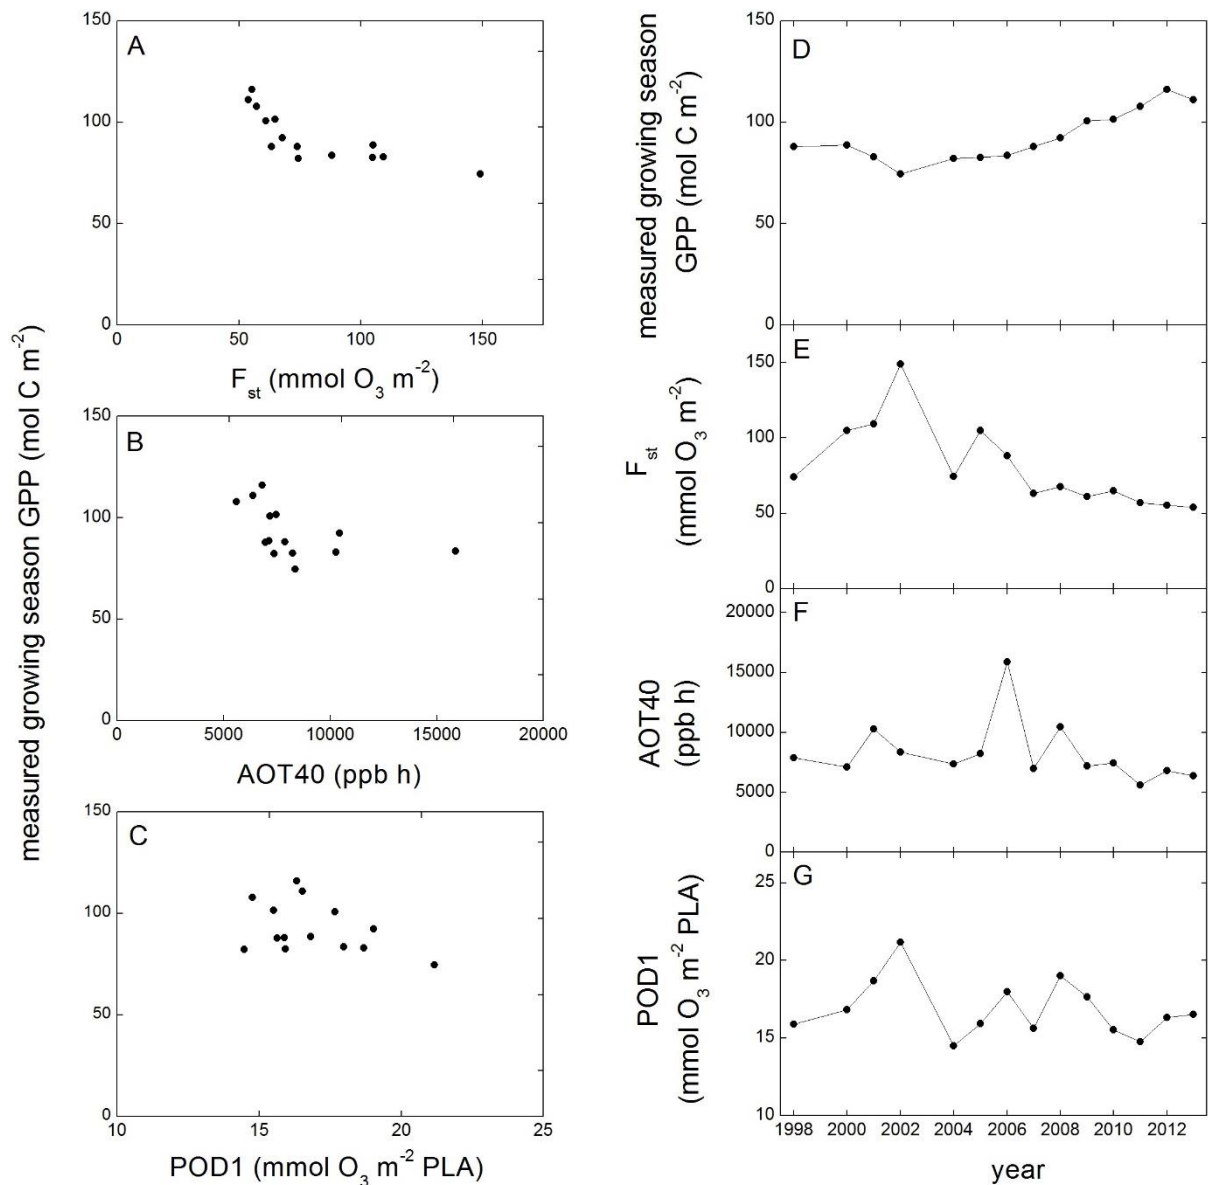 measured growing season GPP (mol C m⁻²)
A
150
100
50
0
0 50 100 150
F_st (mmol O₃ m⁻²)
B
150
100
50
0
0 5000 10000 15000 20000
AOT40 (ppb h)
C
150
100
50
0
10 15 20 25
POD1 (mmol O₃ m⁻² PLA)
measured growing season
GPP (mol C m⁻²)
D
150
100
50
0
F_st
(mmol O₃ m⁻²)
E
150
100
50
0
AOT40
(ppb h)
F
20000
15000
10000
5000
0
POD1
(mmol O₃ m⁻² PLA)
G
25
20
15
10
1998 2000 2002 2004 2006 2008 2010 2012
year